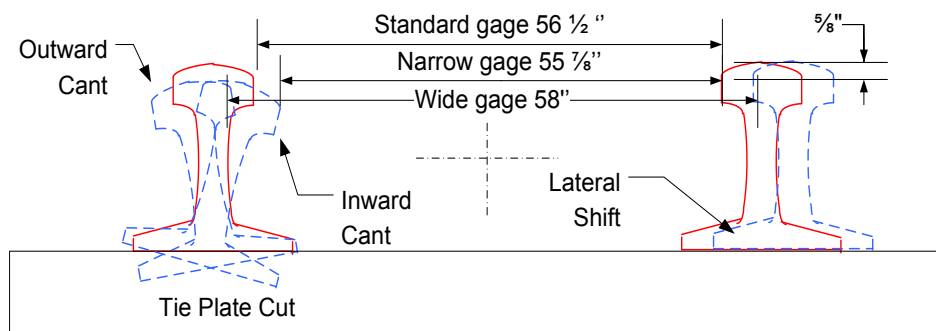 Standard gage 56 ½ ‘’
⅝"
Outward
Cant
Narrow gage 55 ⅞’’
Wide gage 58’’
Inward
Cant
Lateral
Shift
Tie Plate Cut